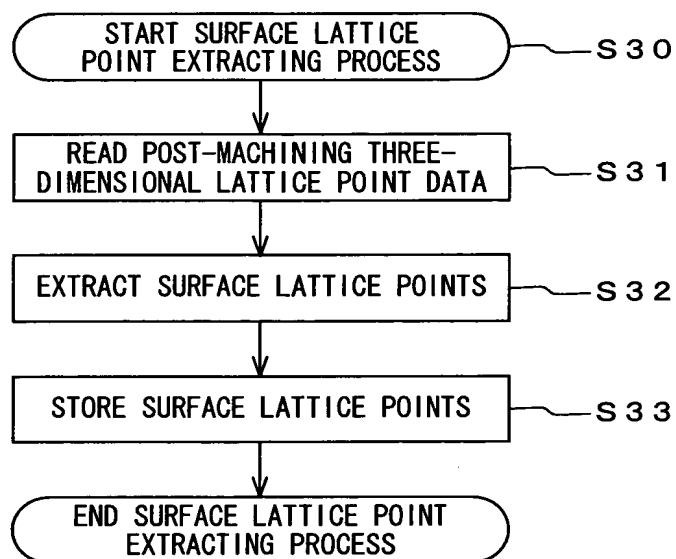 START SURFACE LATTICE
POINT EXTRACTING PROCESS
S30
READ POST-MACHINING THREE-
DIMENSIONAL LATTICE POINT DATA
S31
EXTRACT SURFACE LATTICE POINTS
S32
STORE SURFACE LATTICE POINTS
S33
END SURFACE LATTICE POINT
EXTRACTING PROCESS